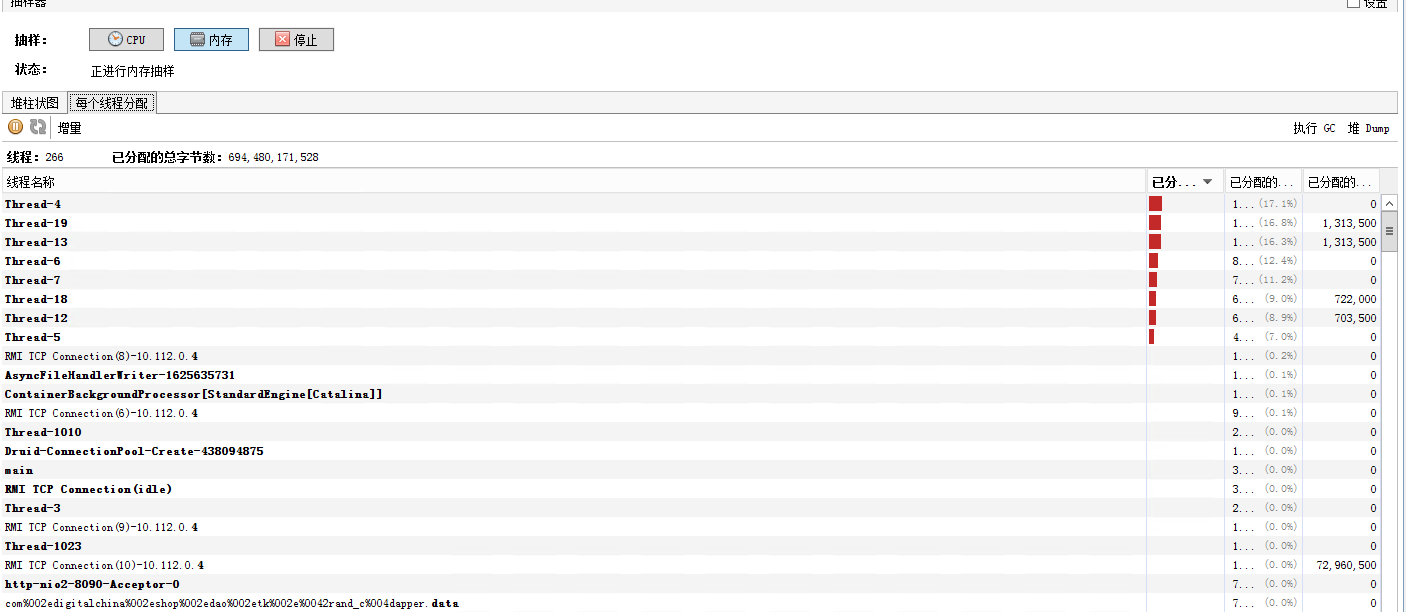 抽样器 设置
抽样： CPU 内存 停止
状态： 正进行内存抽样
堆柱状图 每个线程分配
增量 执行 GC 堆 Dump
线程：266 已分配的总字节数：694,480,171,528
线程名称 已分... 已分配的... 已分配的...
Thread-4 1... (17.1%) 0
Thread-19 1... (16.8%) 1,313,500
Thread-13 1... (16.3%) 1,313,500
Thread-6 8... (12.4%) 0
Thread-7 7... (11.2%) 0
Thread-18 6... (9.0%) 722,000
Thread-12 6... (8.9%) 703,500
Thread-5 4... (7.0%) 0
RMI TCP Connection(8)-10.112.0.4 1... (0.2%) 0
AsyncFileHandlerWriter-1625635731 1... (0.1%) 0
ContainerBackgroundProcessor[StandardEngine[Catalina]] 1... (0.1%) 0
RMI TCP Connection(6)-10.112.0.4 9... (0.1%) 0
Thread-1010 2... (0.0%) 0
Druid-ConnectionPool-Create-438094875 1... (0.0%) 0
main 3... (0.0%) 0
RMI TCP Connection(idle) 3... (0.0%) 0
Thread-3 2... (0.0%) 0
RMI TCP Connection(9)-10.112.0.4 1... (0.0%) 0
Thread-1023 1... (0.0%) 0
RMI TCP Connection(10)-10.112.0.4 1... (0.0%) 72,960,500
http-nio2-8090-Acceptor-0 7... (0.0%) 0
com%002edigitalchina%002eshop%002edao%002etk%002e%0042rand_c%004dapper.data 7... (0.0%) 0